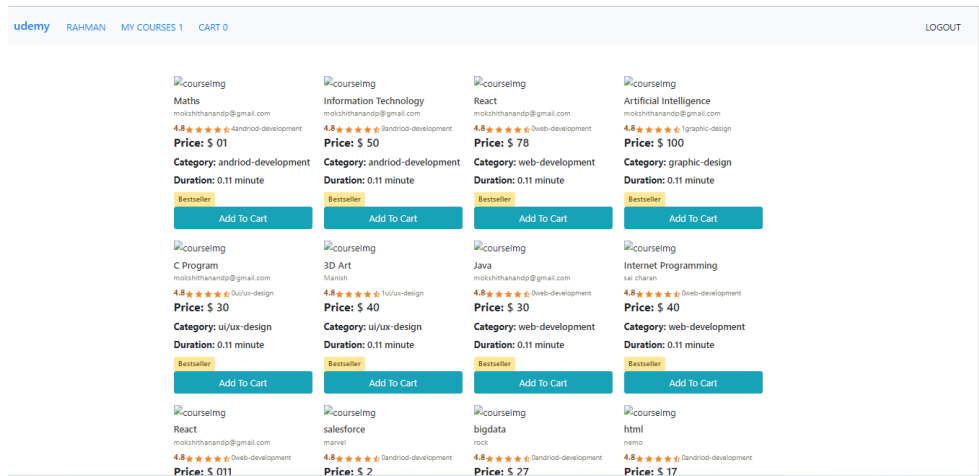 udemy RAHMAN MY COURSES 1 CART 0 LOGOUT
courseImg courseImg courseImg courseImg
Maths Information Technology React Artificial Intelligence
mokshithanandp@gmail.com mokshithanandp@gmail.com mokshithanandp@gmail.com mokshithanandp@gmail.com
4.8 4andriod-development 4.8 9andriod-development 4.8 0web-development 4.8 1graphic-design
Price: $ 01 Price: $ 50 Price: $ 78 Price: $ 100
Category: andriod-development Category: andriod-development Category: web-development Category: graphic-design
Duration: 0.11 minute Duration: 0.11 minute Duration: 0.11 minute Duration: 0.11 minute
Bestseller Bestseller Bestseller Bestseller
Add To Cart Add To Cart Add To Cart Add To Cart
courseImg courseImg courseImg courseImg
C Program 3D Art Java Internet Programming
mokshithanandp@gmail.com Manish mokshithanandp@gmail.com sai charan
4.8 0ui/ux-design 4.8 1ui/ux-design 4.8 0web-development 4.8 0web-development
Price: $ 30 Price: $ 40 Price: $ 30 Price: $ 40
Category: ui/ux-design Category: ui/ux-design Category: web-development Category: web-development
Duration: 0.11 minute Duration: 0.11 minute Duration: 0.11 minute Duration: 0.11 minute
Bestseller Bestseller Bestseller Bestseller
Add To Cart Add To Cart Add To Cart Add To Cart
courseImg courseImg courseImg courseImg
React salesforce bigdata html
mokshithanandp@gmail.com marvel rock nemo
4.8 0web-development 4.8 0andriod-development 4.8 0andriod-development 4.8 0andriod-development
Price: $ 011 Price: $ 2 Price: $ 27 Price: $ 17